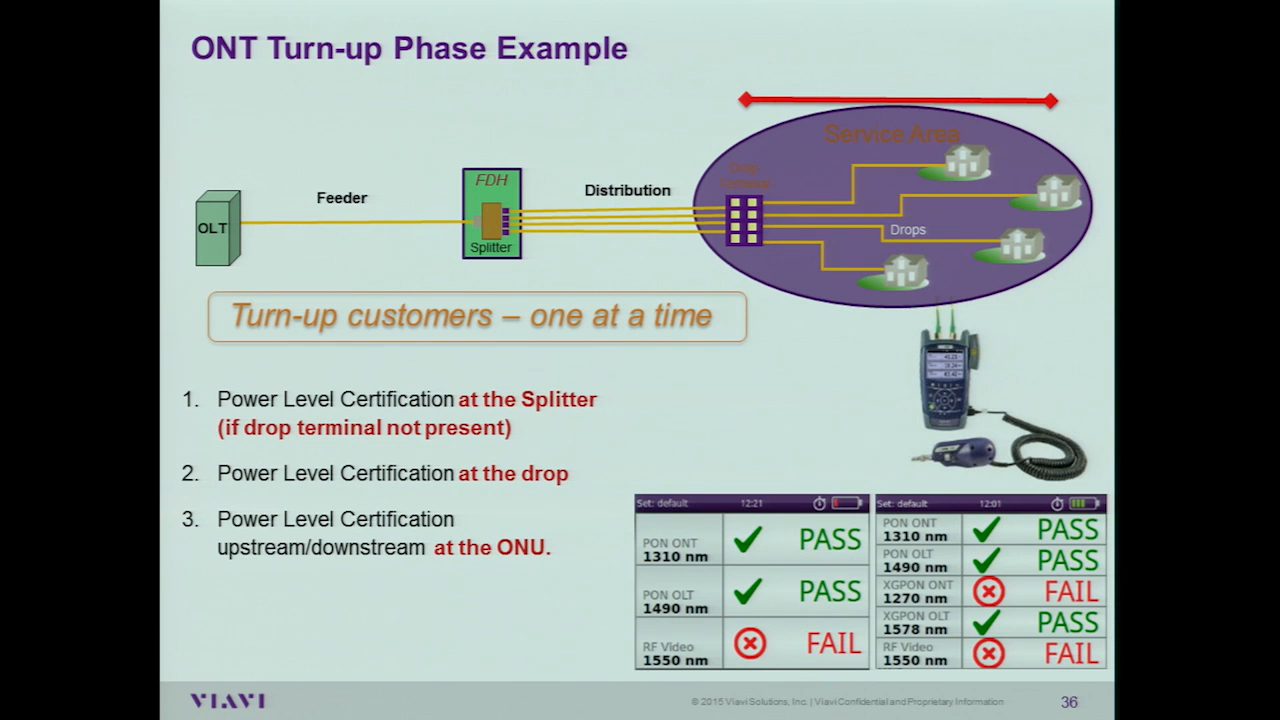 ONT Turn-up Phase Example
Service Area
Drop
Terminal
FDH
Feeder
Distribution
OLT
Splitter
Drops
Turn-up customers – one at a time
1. Power Level Certification at the Splitter
(if drop terminal not present)
2. Power Level Certification at the drop
3. Power Level Certification
upstream/downstream at the ONU.
Set: default 12:21
PON ONT
1310 nm PASS
PON OLT
1490 nm PASS
RF Video
1550 nm FAIL
Set: default 12:01
PON ONT
1310 nm PASS
PON OLT
1490 nm PASS
XGPON ONT
1270 nm FAIL
XGPON OLT
1578 nm PASS
RF Video
1550 nm FAIL
VIAVI
© 2015 Viavi Solutions, Inc. | Viavi Confidential and Proprietary Information
36